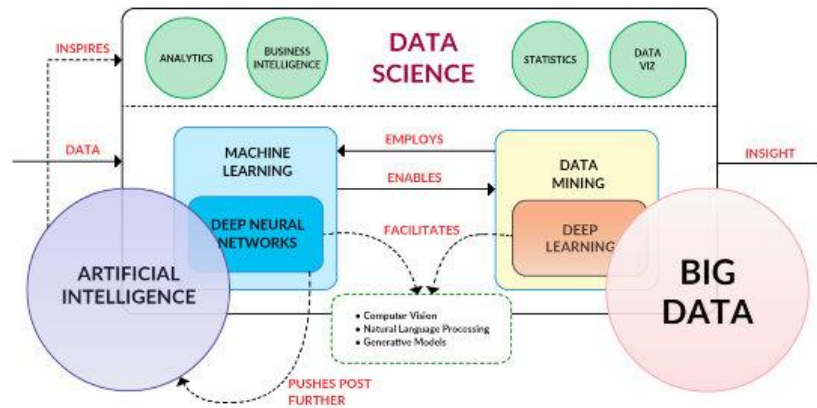 INSPIRES
ANALYTICS
BUSINESS
INTELLIGENCE
DATA
SCIENCE
STATISTICS
DATA
VIZ
DATA
MACHINE
LEARNING
EMPLOYS
ENABLES
DATA
MINING
INSIGHT
DEEP NEURAL
NETWORKS
FACILITATES
DEEP
LEARNING
ARTIFICIAL
INTELLIGENCE
BIG
DATA
• Computer Vision
• Natural Language Processing
• Generative Models
PUSHES POST
FURTHER